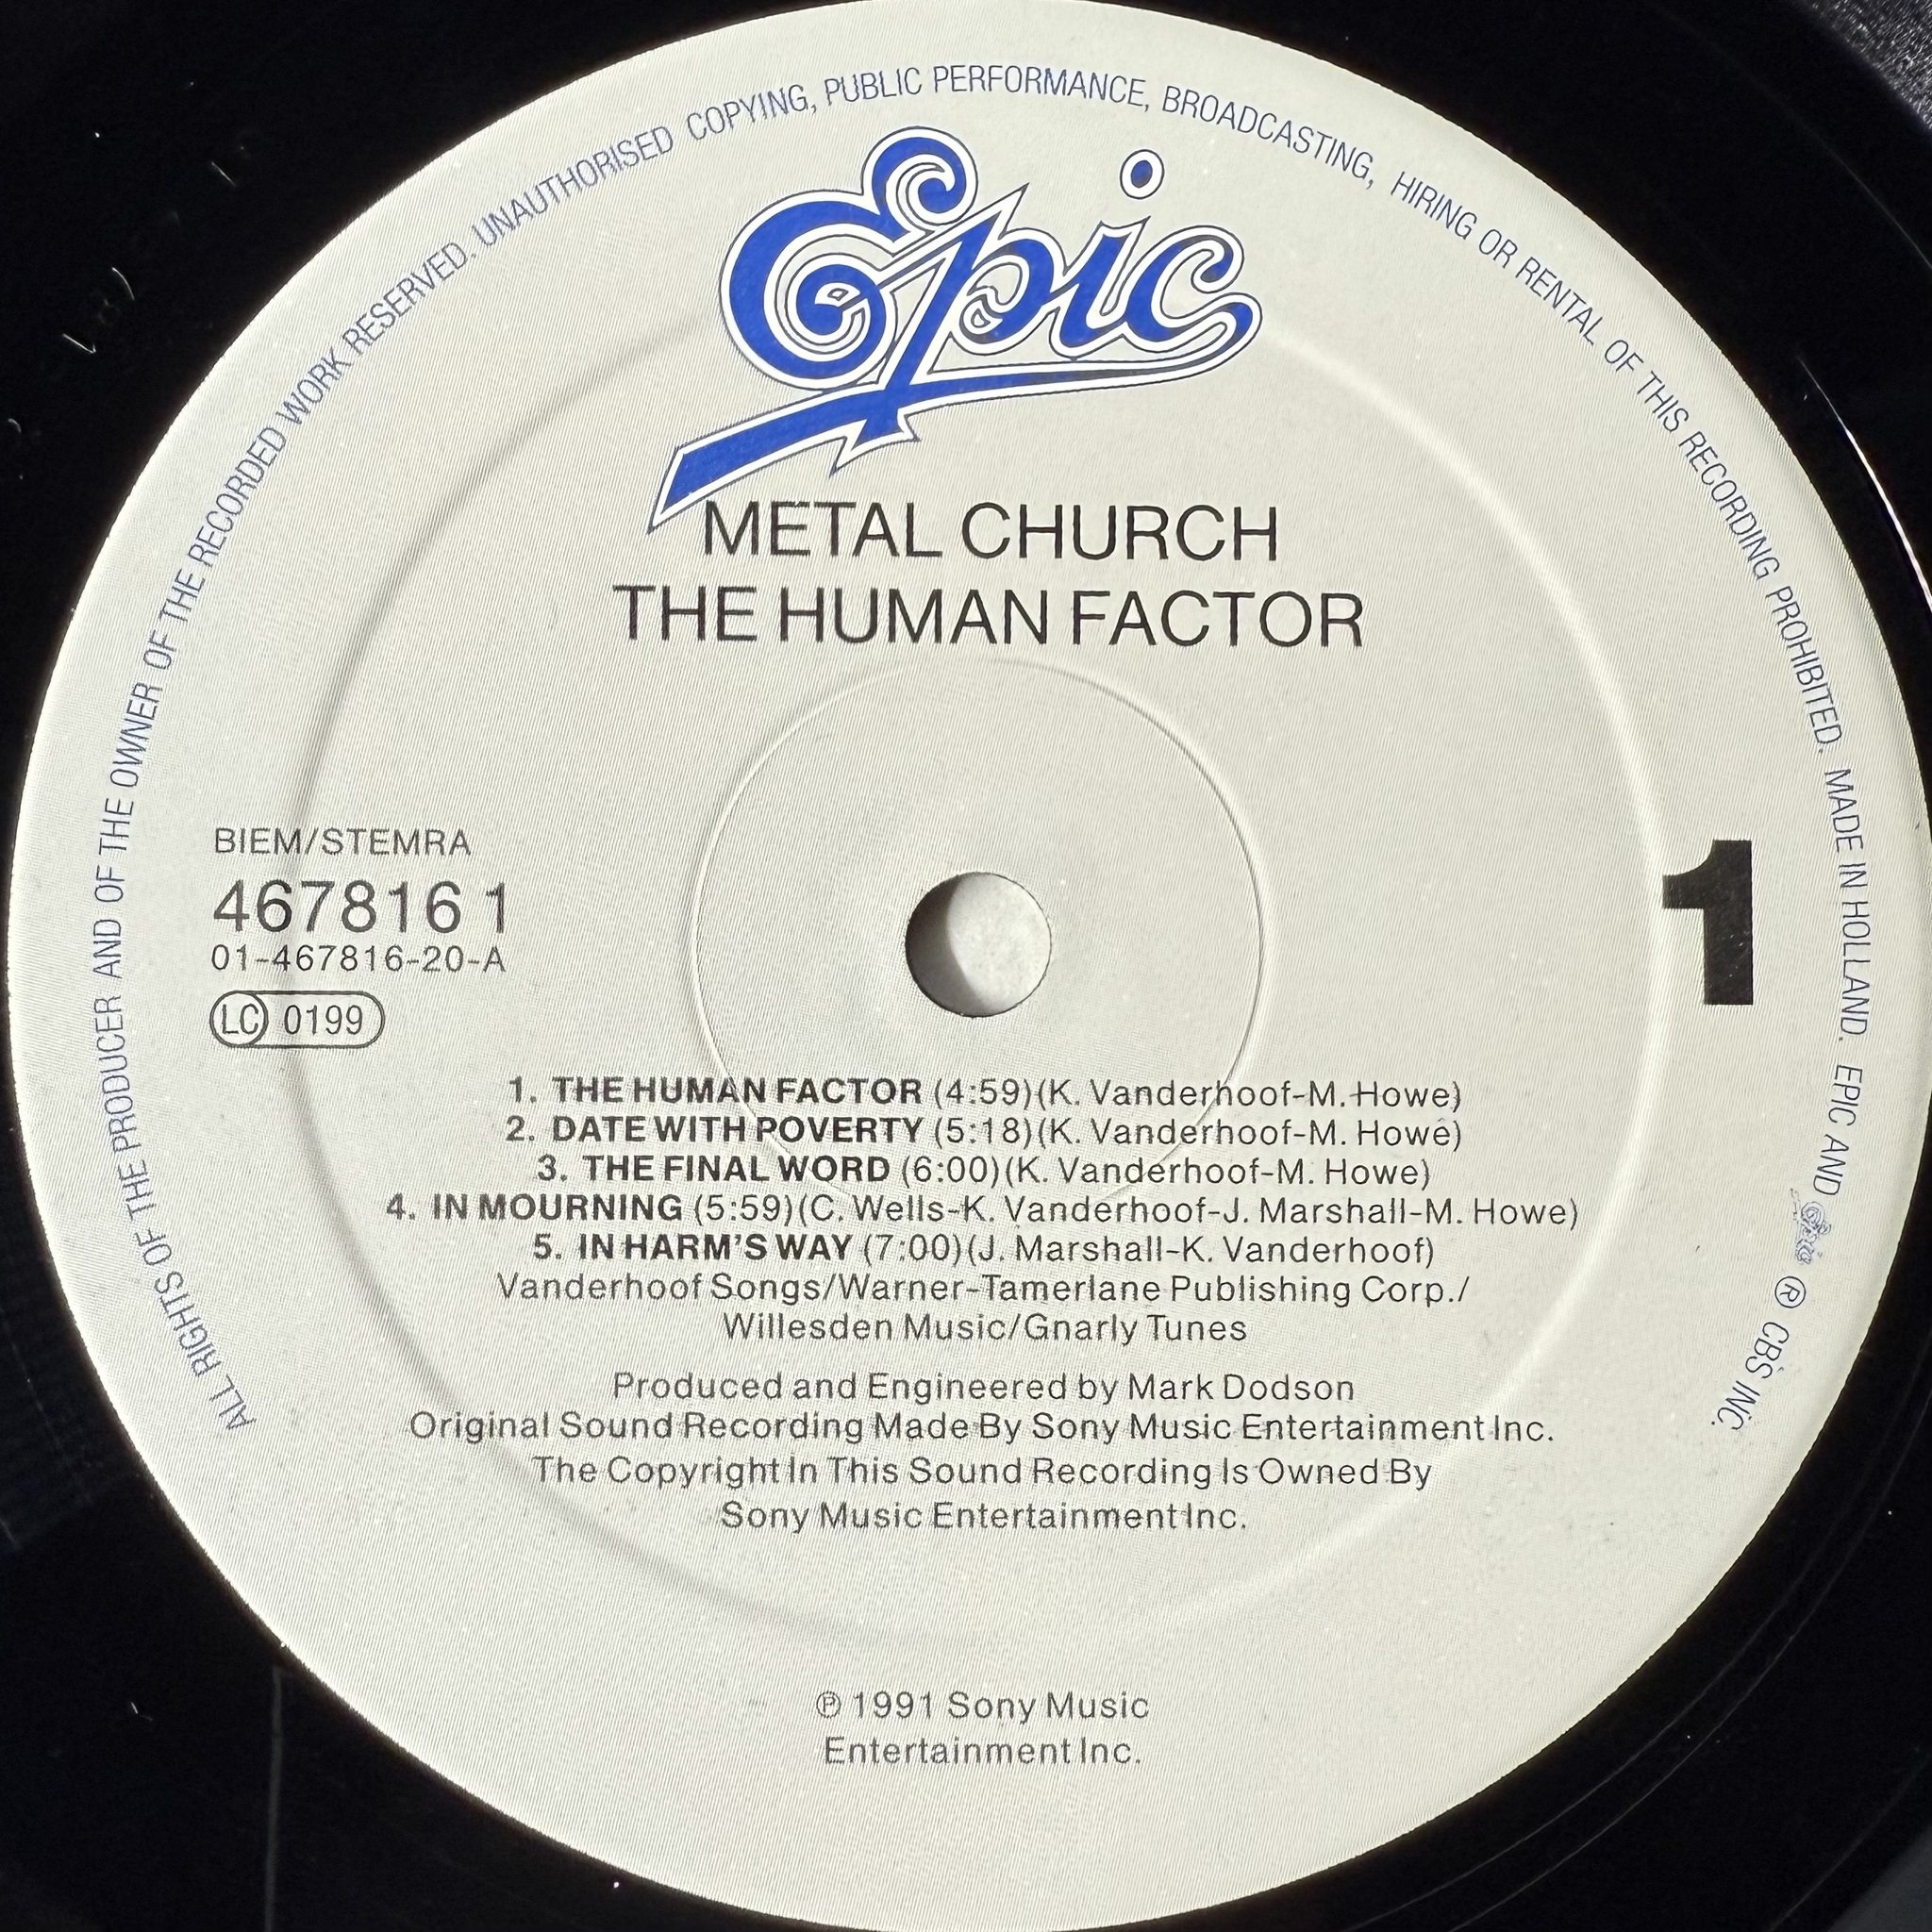 ALL RIGHTS OF THE PRODUCER AND OF THE OWNER OF THE RECORDED WORK RESERVED. UNAUTHORISED COPYING, PUBLIC PERFORMANCE, BROADCASTING, HIRING OR RENTAL OF THIS RECORDING PROHIBITED. MADE IN HOLLAND. EPIC AND Epic ® CBS INC.
Epic
METAL CHURCH
THE HUMAN FACTOR
BIEM/STEMRA
467816 1
01-467816-20-A
LC 0199
1
1. THE HUMAN FACTOR (4:59)(K. Vanderhoof-M. Howe)
2. DATE WITH POVERTY (5:18)(K. Vanderhoof-M. Howe)
3. THE FINAL WORD (6:00)(K. Vanderhoof-M. Howe)
4. IN MOURNING (5:59)(C. Wells-K. Vanderhoof-J. Marshall-M. Howe)
5. IN HARM'S WAY (7:00)(J. Marshall-K. Vanderhoof)
Vanderhoof Songs/Warner-Tamerlane Publishing Corp./
Willesden Music/Gnarly Tunes
Produced and Engineered by Mark Dodson
Original Sound Recording Made By Sony Music Entertainment Inc.
The Copyright In This Sound Recording Is Owned By
Sony Music Entertainment Inc.
℗ 1991 Sony Music
Entertainment Inc.